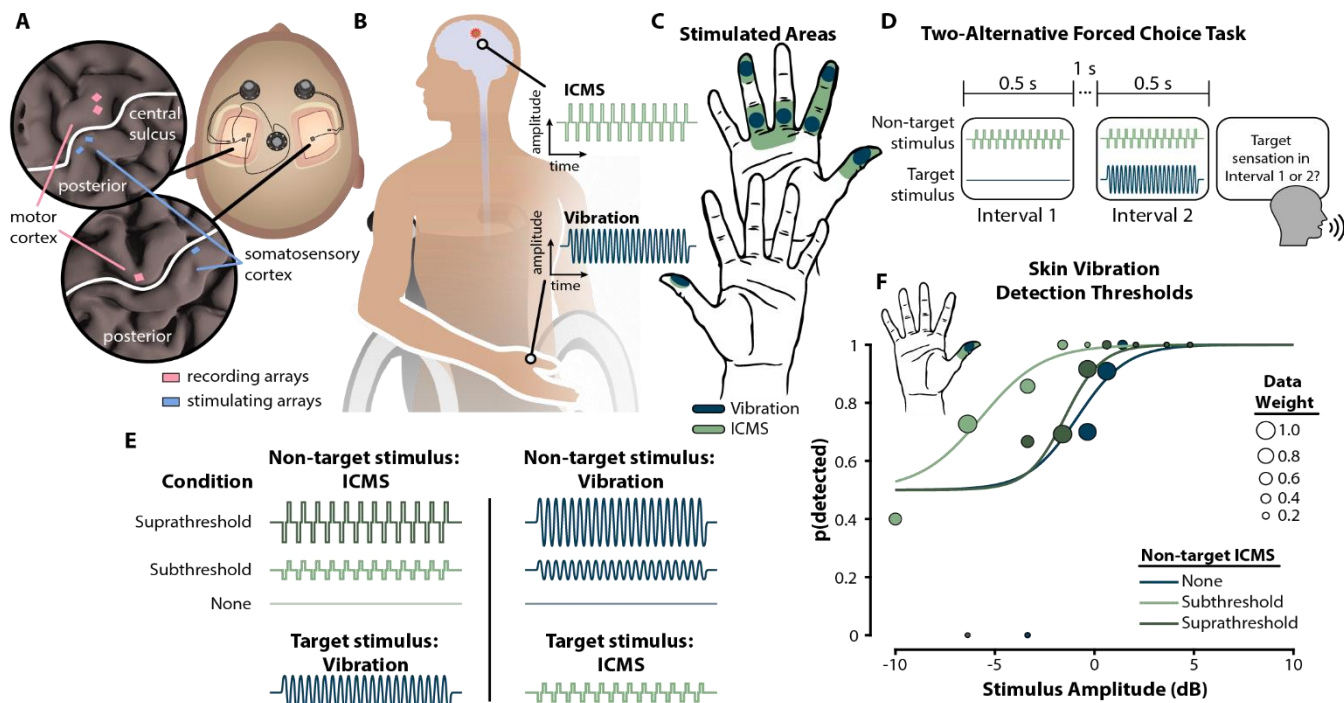 A
central
sulcus
posterior
motor
cortex
somatosensory
cortex
posterior
recording arrays
stimulating arrays
B
ICMS
amplitude
time
Vibration
amplitude
time
C
Stimulated Areas
Vibration
ICMS
D
Two-Alternative Forced Choice Task
1 s
0.5 s
...
0.5 s
Non-target
stimulus
Target
stimulus
Interval 1
Interval 2
Target
sensation in
Interval 1 or 2?
E
Condition
Non-target stimulus:
ICMS
Non-target stimulus:
Vibration
Suprathreshold
Subthreshold
None
Target stimulus:
Vibration
Target stimulus:
ICMS
F
Skin Vibration
Detection Thresholds
p(detected)
1
0.8
0.6
0.4
0.2
0
-10
-5
0
5
10
Stimulus Amplitude (dB)
Data
Weight
1.0
0.8
0.6
0.4
0.2
Non-target ICMS
None
Subthreshold
Suprathreshold